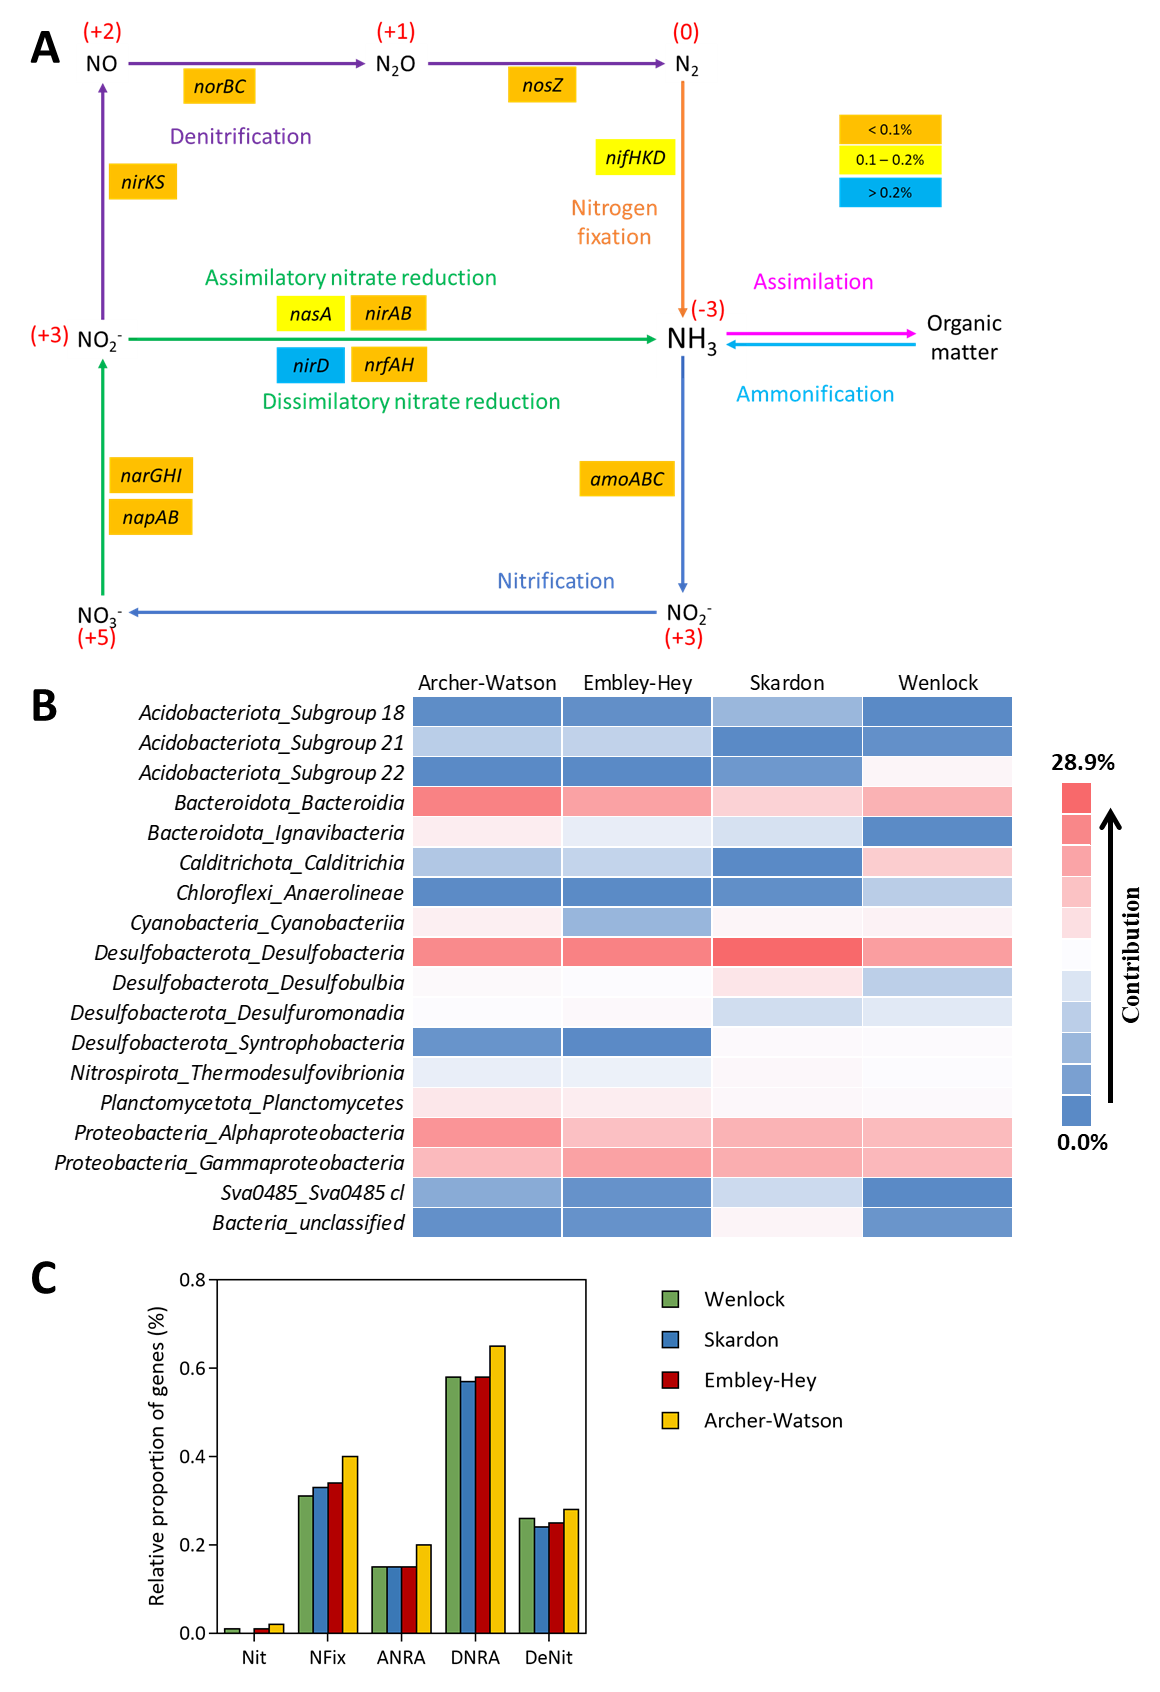 A
(+2)
(+1)
(0)
NO
N2O
N2
norBC
nosZ
< 0.1%
Denitrification
nifHKD
0.1 – 0.2%
nirKS
> 0.2%
Nitrogen
fixation
Assimilatory nitrate reduction
Assimilation
nasA
nirAB
(-3)
(+3)
NO2-
NH3
Organic
matter
nirD
nrfAH
Dissimilatory nitrate reduction
Ammonification
narGHI
amoABC
napAB
Nitrification
NO3-
NO2-
(+5)
(+3)
B
Archer-Watson
Embley-Hey
Skardon
Wenlock
Acidobacteriota_Subgroup 18
Acidobacteriota_Subgroup 21
Acidobacteriota_Subgroup 22
Bacteroidota_Bacteroidia
Bacteroidota_Ignavibacteria
Calditrichota_Calditrichia
Chloroflexi_Anaerolineae
Cyanobacteria_Cyanobacteriia
Desulfobacterota_Desulfobacteria
Desulfobacterota_Desulfobulbia
Desulfobacterota_Desulfuromonadia
Desulfobacterota_Syntrophobacteria
Nitrospirota_Thermodesulfovibrionia
Planctomycetota_Planctomycetes
Proteobacteria_Alphaproteobacteria
Proteobacteria_Gammaproteobacteria
Sva0485_Sva0485 cl
Bacteria_unclassified
28.9%
Contribution
0.0%
C
Relative proportion of genes (%)
0.8
0.6
0.4
0.2
0.0
Nit
NFix
ANRA
DNRA
DeNit
Wenlock
Skardon
Embley-Hey
Archer-Watson